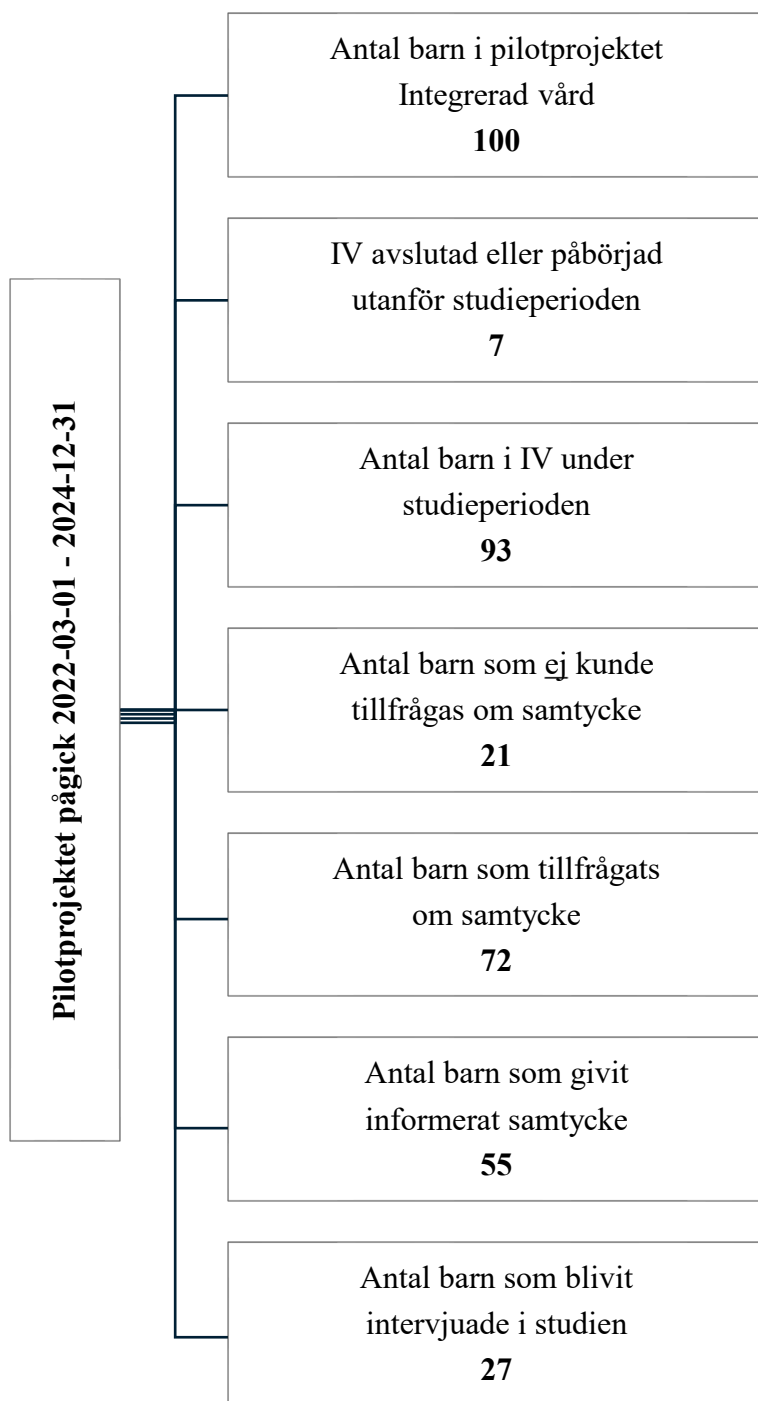 Pilotprojektet pågick 2022-03-01 - 2024-12-31
Antal barn i pilotprojektet
Integrerad vård
100
IV avslutad eller påbörjad
utanför studieperioden
7
Antal barn i IV under
studieperioden
93
Antal barn som ej kunde
tillfrågas om samtycke
21
Antal barn som tillfrågats
om samtycke
72
Antal barn som givit
informerat samtycke
55
Antal barn som blivit
intervjuade i studien
27